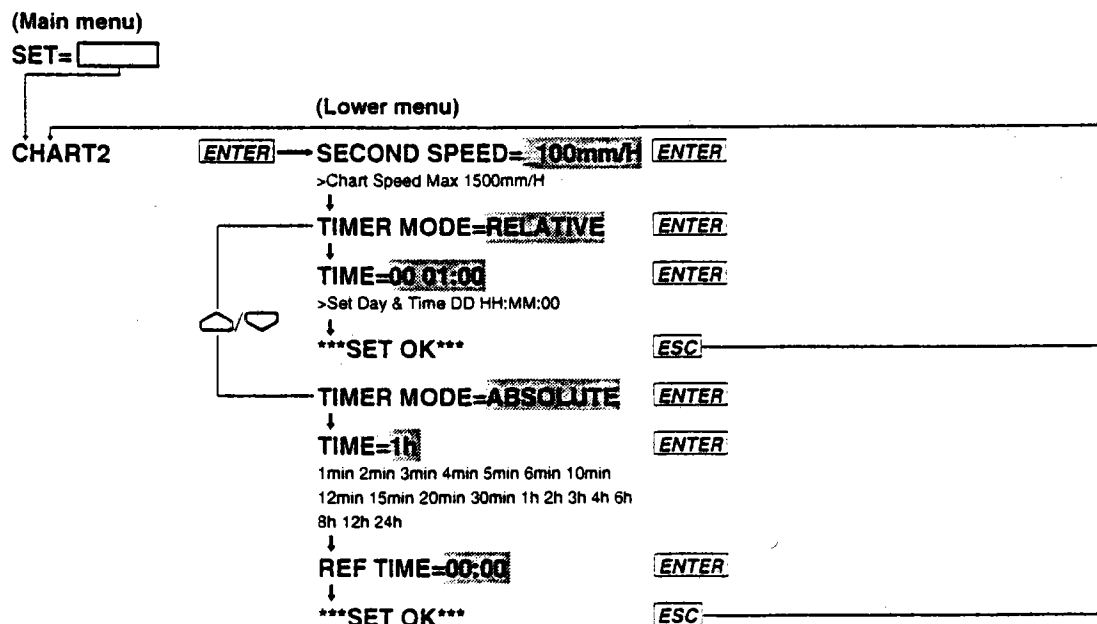 (Main menu)
SET=
(Lower menu)
CHART2 ENTER SECOND SPEED= 100mm/H ENTER
>Chart Speed Max 1500mm/H
TIMER MODE=RELATIVE ENTER
TIME=00 01:00 ENTER
>Set Day & Time DD HH:MM:00
/
***SET OK*** ESC
TIMER MODE=ABSOLUTE ENTER
TIME=1h ENTER
1min 2min 3min 4min 5min 6min 10min
12min 15min 20min 30min 1h 2h 3h 4h 6h
8h 12h 24h
REF TIME=00:00 ENTER
***SET OK*** ESC